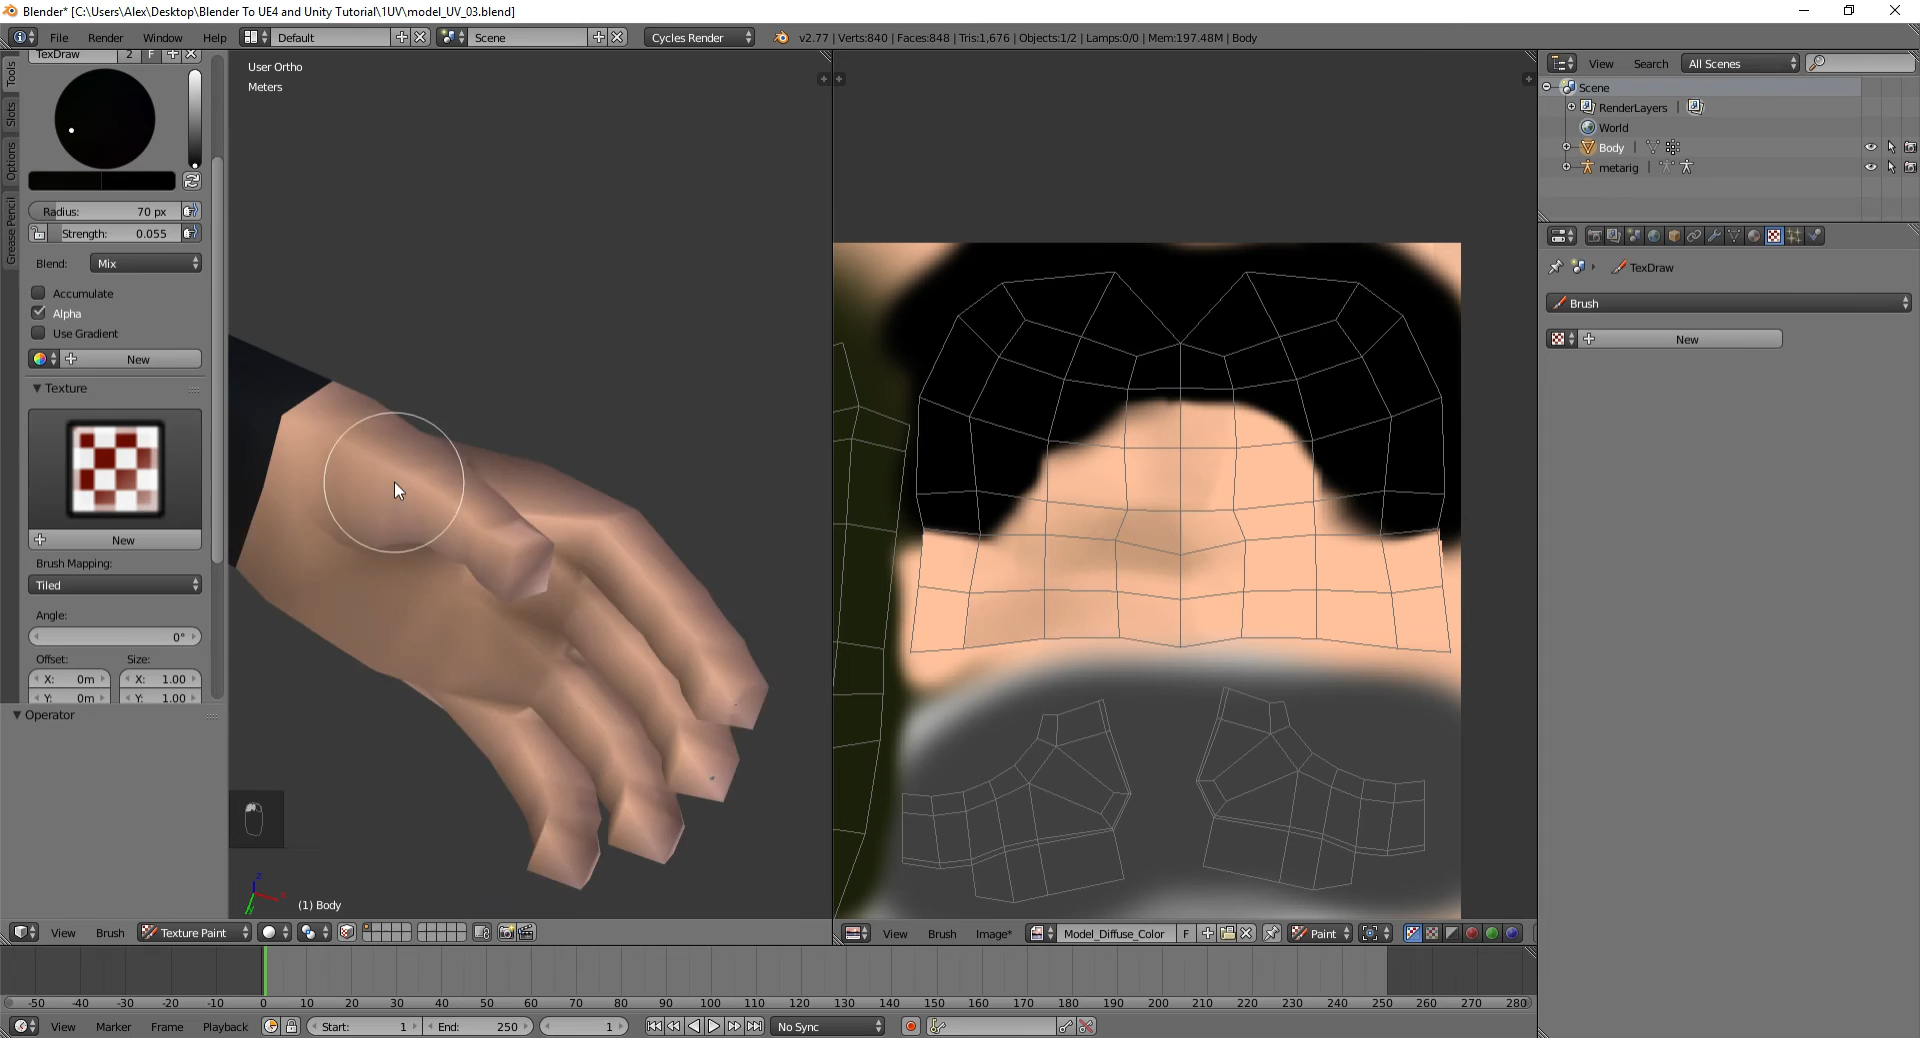 Blender* [C:\Users\Alex\Desktop\Blender To UE4 and Unity Tutorial\1UV\model_UV_03.blend]
File Render Window Help Default Scene Cycles Render v2.77 | Verts:840 | Faces:848 | Tris:1,676 | Objects:1/2 | Lamps:0/0 | Mem:197.48M | Body
TexDraw 2 F
Tools
Slots
Options
Grease Pencil
Radius: 70 px
Strength: 0.055
Blend: Mix
Accumulate
Alpha
Use Gradient
New
Texture
New
Brush Mapping:
Tiled
Angle:
0°
Offset: Size:
X: 0m X: 1.00
Y: 0m Y: 1.00
Operator
User Ortho
Meters
(1) Body
View Brush Texture Paint
View Brush Image* Model_Diffuse_Color F Paint
View Search All Scenes
Scene
RenderLayers
World
Body
metarig
TexDraw
Brush
New
-50 -40 -30 -20 -10 0 10 20 30 40 50 60 70 80 90 100 110 120 130 140 150 160 170 180 190 200 210 220 230 240 250 260 270 280
View Marker Frame Playback Start: 1 End: 250 1 No Sync